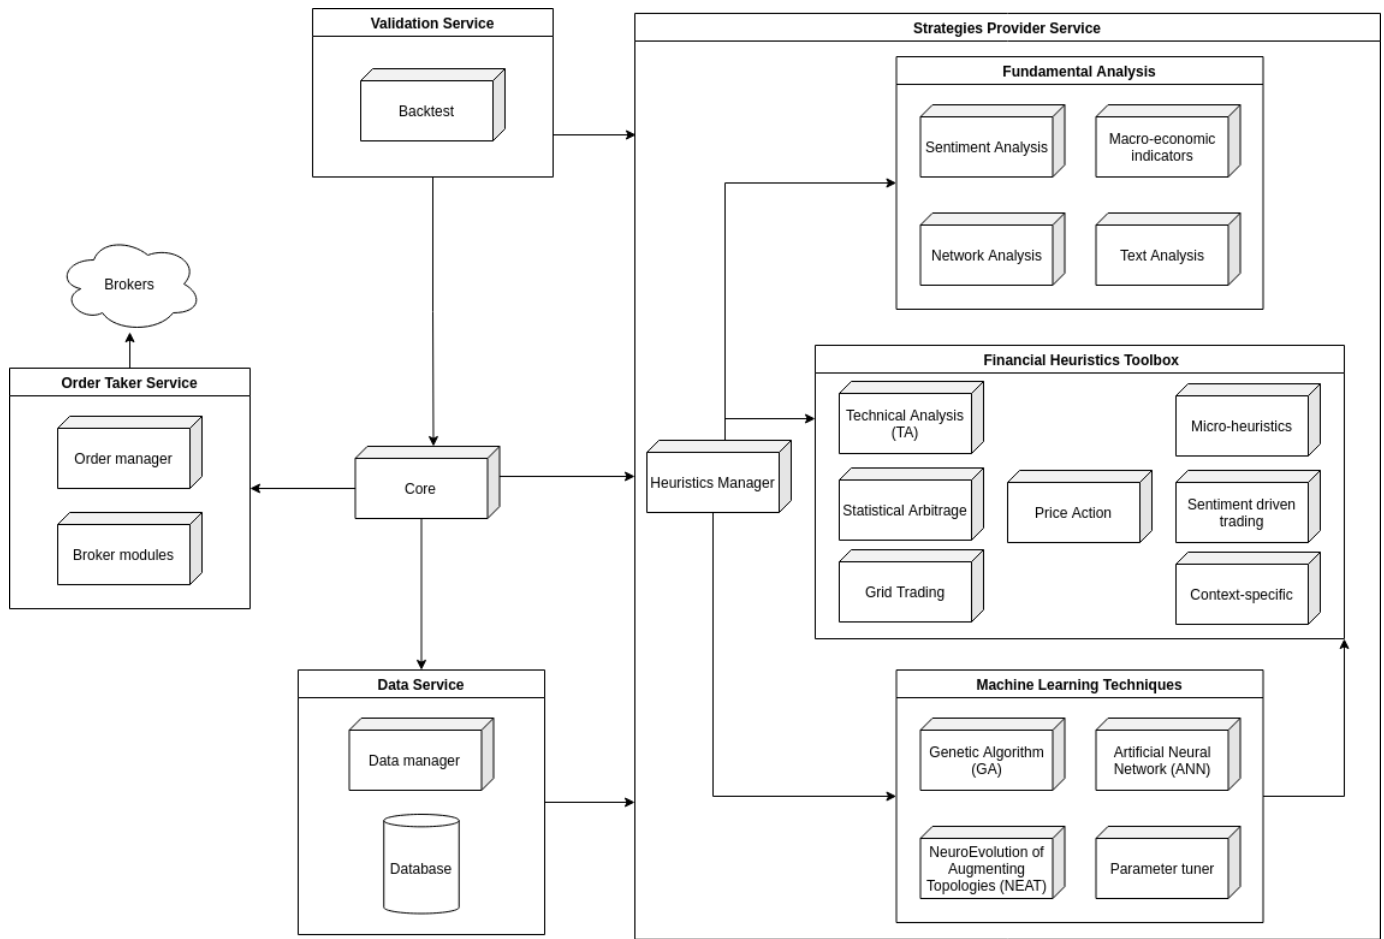 Validation Service
Backtest
Brokers
Order Taker Service
Order manager
Broker modules
Core
Data Service
Data manager
Database
Strategies Provider Service
Heuristics Manager
Fundamental Analysis
Sentiment Analysis
Macro-economic
indicators
Network Analysis
Text Analysis
Financial Heuristics Toolbox
Technical Analysis
(TA)
Micro-heuristics
Statistical Arbitrage
Price Action
Sentiment driven
trading
Grid Trading
Context-specific
Machine Learning Techniques
Genetic Algorithm
(GA)
Artificial Neural
Network (ANN)
NeuroEvolution of
Augmenting
Topologies (NEAT)
Parameter tuner